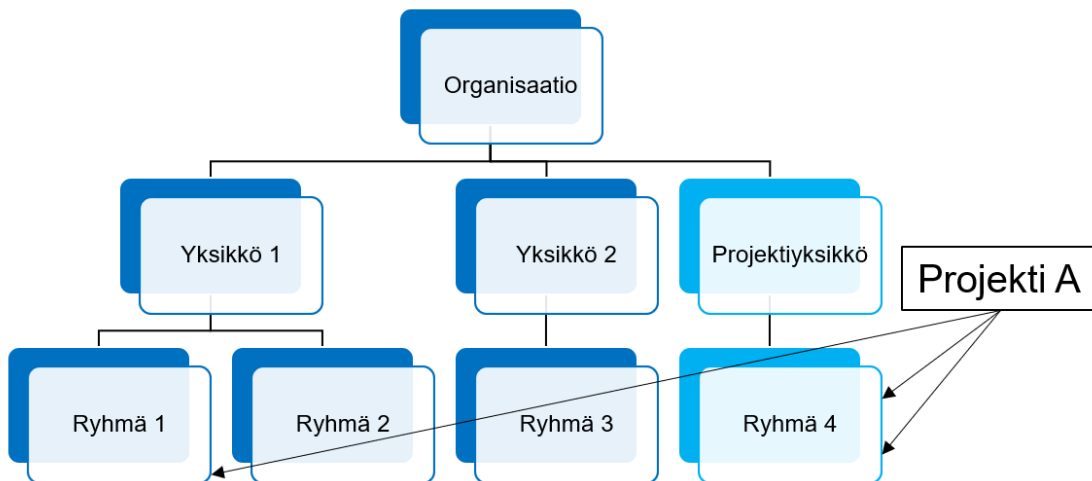 Organisaatio
Yksikkö 1
Yksikkö 2
Projektiyksikkö
Projekti A
Ryhmä 1
Ryhmä 2
Ryhmä 3
Ryhmä 4